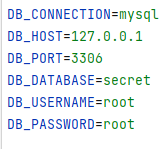 DB_CONNECTION=mysql
DB_HOST=127.0.0.1
DB_PORT=3306
DB_DATABASE=secret
DB_USERNAME=root
DB_PASSWORD=root